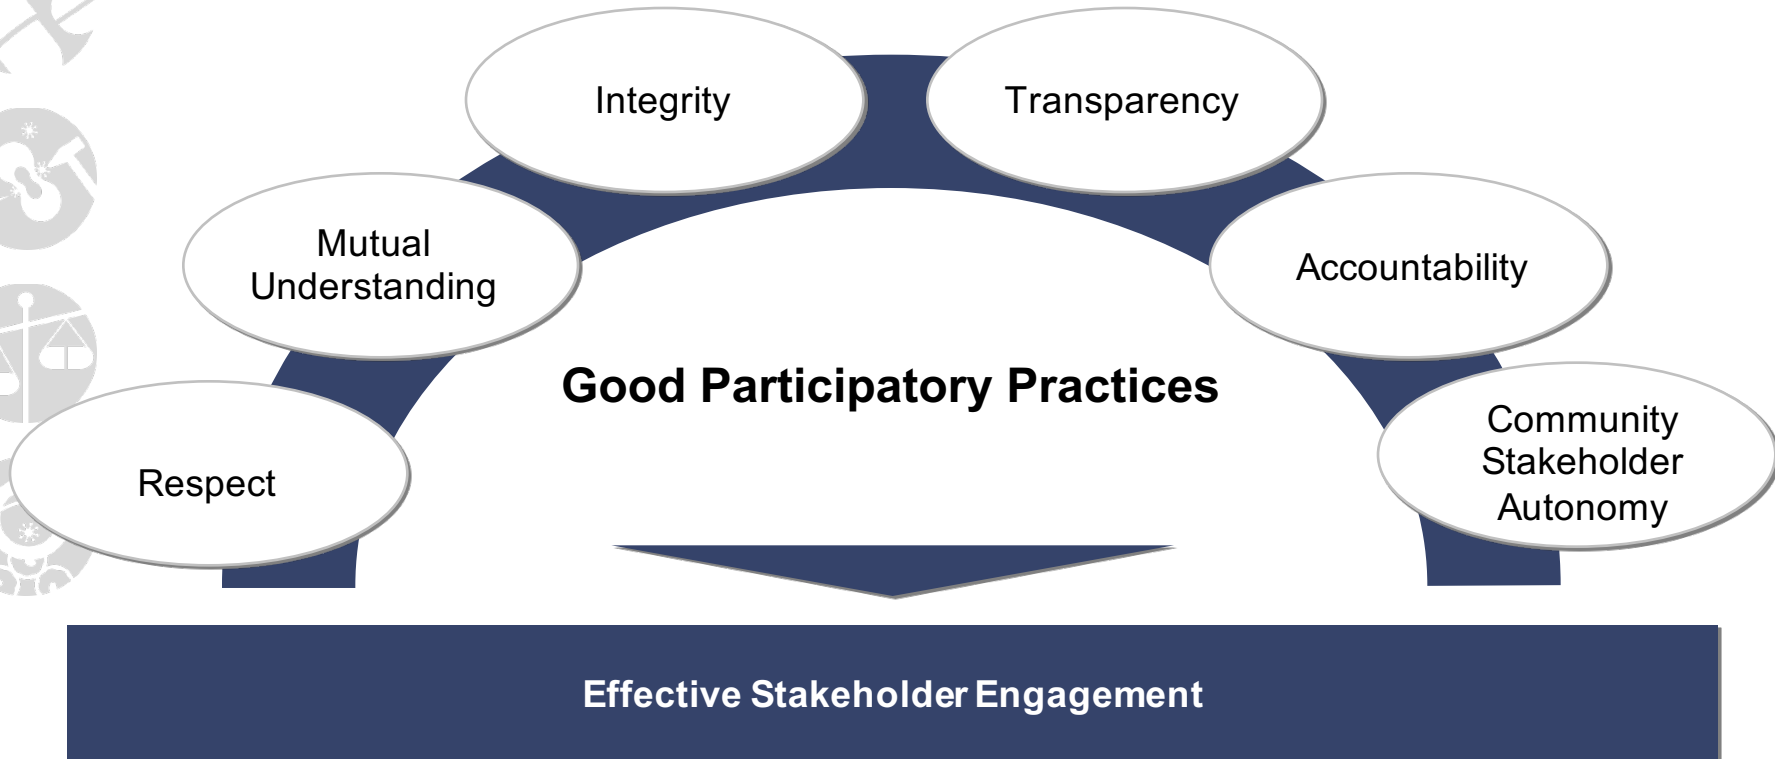 Integrity
Transparency
Mutual
Understanding
Accountability
Good Participatory Practices
Community
Stakeholder
Autonomy
Respect
Effective Stakeholder Engagement